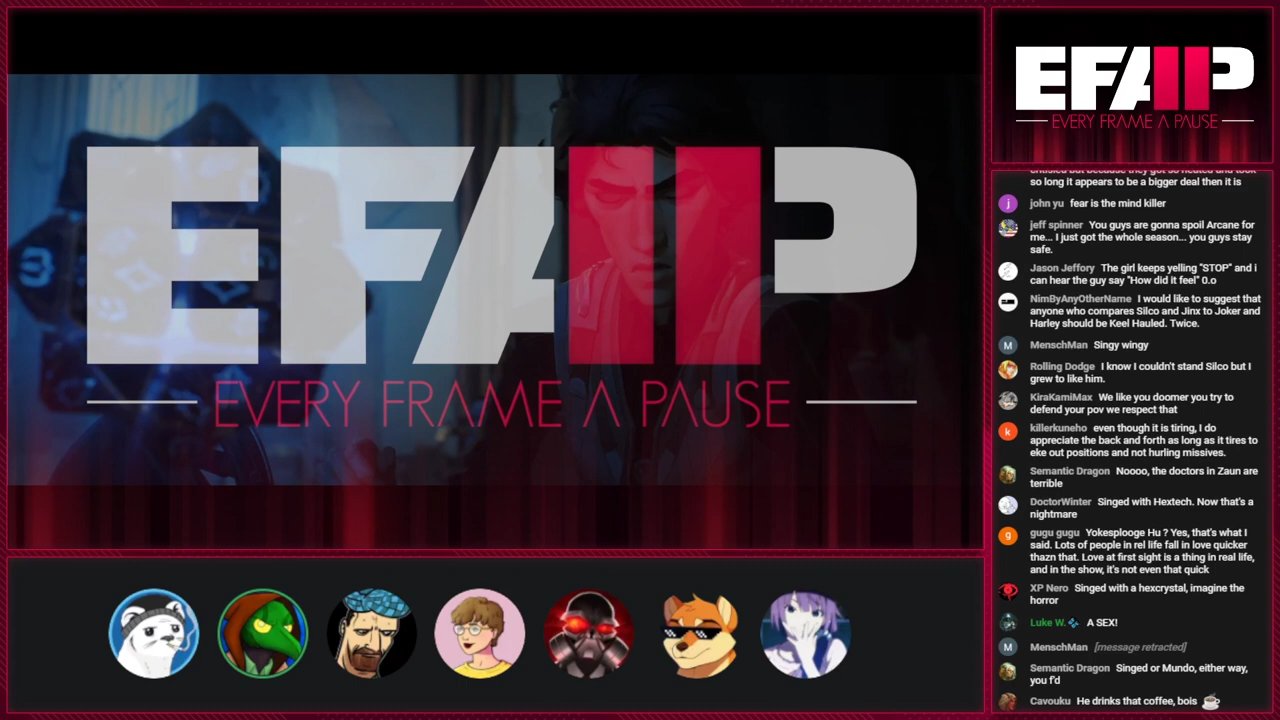 EFAP
EVERY FRAME A PAUSE
3
EFAP
EVERY FRAME A PAUSE
so long it appears to be a bigger deal then it is
john yu fear is the mind killer
jeff spinner You guys are gonna spoil Arcane for
me... I just got the whole season... you guys stay
safe.
Jason Jeffory The girl keeps yelling "STOP" and i
can hear the guy say "How did it feel" 0.o
NimByAnyOtherName I would like to suggest that
anyone who compares Silco and Jinx to Joker and
Harley should be Keel Hauled. Twice.
M MenschMan Singy wingy
Rolling Dodge I know I couldn't stand Silco but I
grew to like him.
KiraKamiMax We like you doomer you try to
defend your pov we respect that
k killerkuneho even though it is tiring, I do
appreciate the back and forth as long as it tires to
eke out positions and not hurling missives.
Semantic Dragon Noooo, the doctors in Zaun are
terrible
DoctorWinter Singed with Hextech. Now that's a
nightmare
g gugu gugu Yokesplooge Hu ? Yes, that's what I
said. Lots of people in rel life fall in love quicker
thazn that. Love at first sight is a thing in real life,
and in the show, it's not even that quick
XP Nero Singed with a hexcrystal, imagine the
horror
Luke W. A SEX!
M MenschMan [message retracted]
Semantic Dragon Singed or Mundo, either way,
you f'd
Cavouku He drinks that coffee, bois